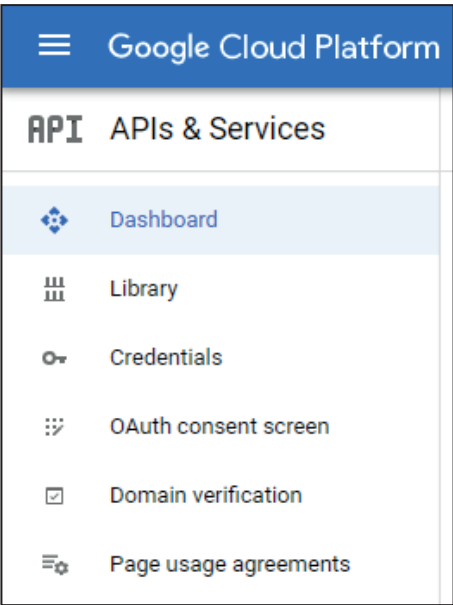 Google Cloud Platform
API APIs & Services
Dashboard
Library
Credentials
OAuth consent screen
Domain verification
Page usage agreements